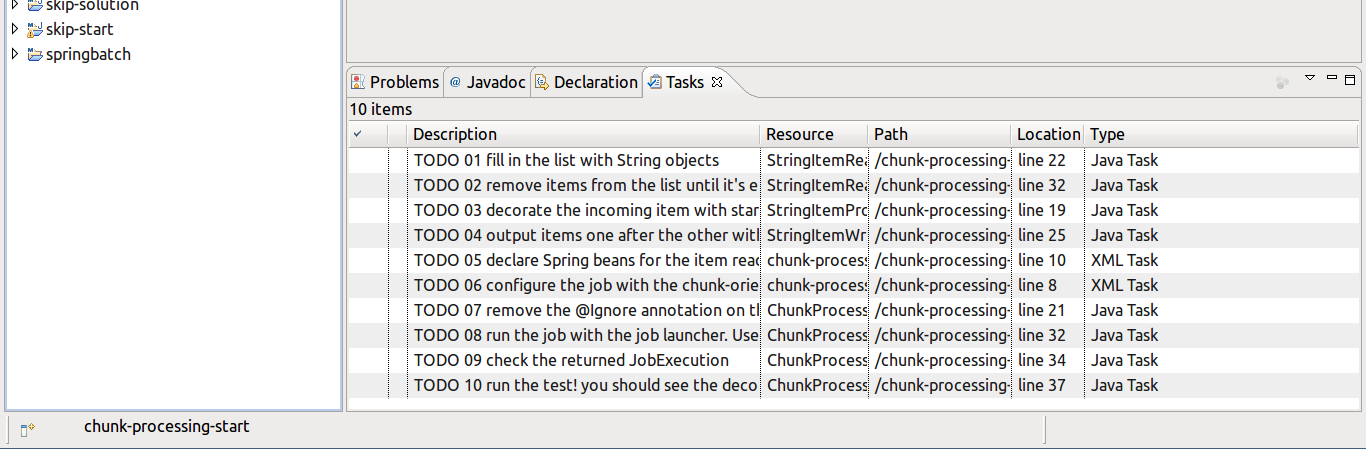 skip-solution
skip-start
springbatch
Problems @ Javadoc Declaration Tasks
10 items
Description Resource Path Location Type
TODO 01 fill in the list with String objects StringItemRea /chunk-processing- line 22 Java Task
TODO 02 remove items from the list until it's e StringItemRea /chunk-processing- line 32 Java Task
TODO 03 decorate the incoming item with star StringItemPro /chunk-processing- line 19 Java Task
TODO 04 output items one after the other wit StringItemWr /chunk-processing- line 25 Java Task
TODO 05 declare Spring beans for the item read chunk-process /chunk-processing- line 10 XML Task
TODO 06 configure the job with the chunk-orie chunk-process /chunk-processing- line 8 XML Task
TODO 07 remove the @Ignore annotation on th ChunkProcess /chunk-processing- line 21 Java Task
TODO 08 run the job with the job launcher. Use ChunkProcess /chunk-processing- line 32 Java Task
TODO 09 check the returned JobExecution ChunkProcess /chunk-processing- line 34 Java Task
TODO 10 run the test! you should see the deco ChunkProcess /chunk-processing- line 37 Java Task
chunk-processing-start